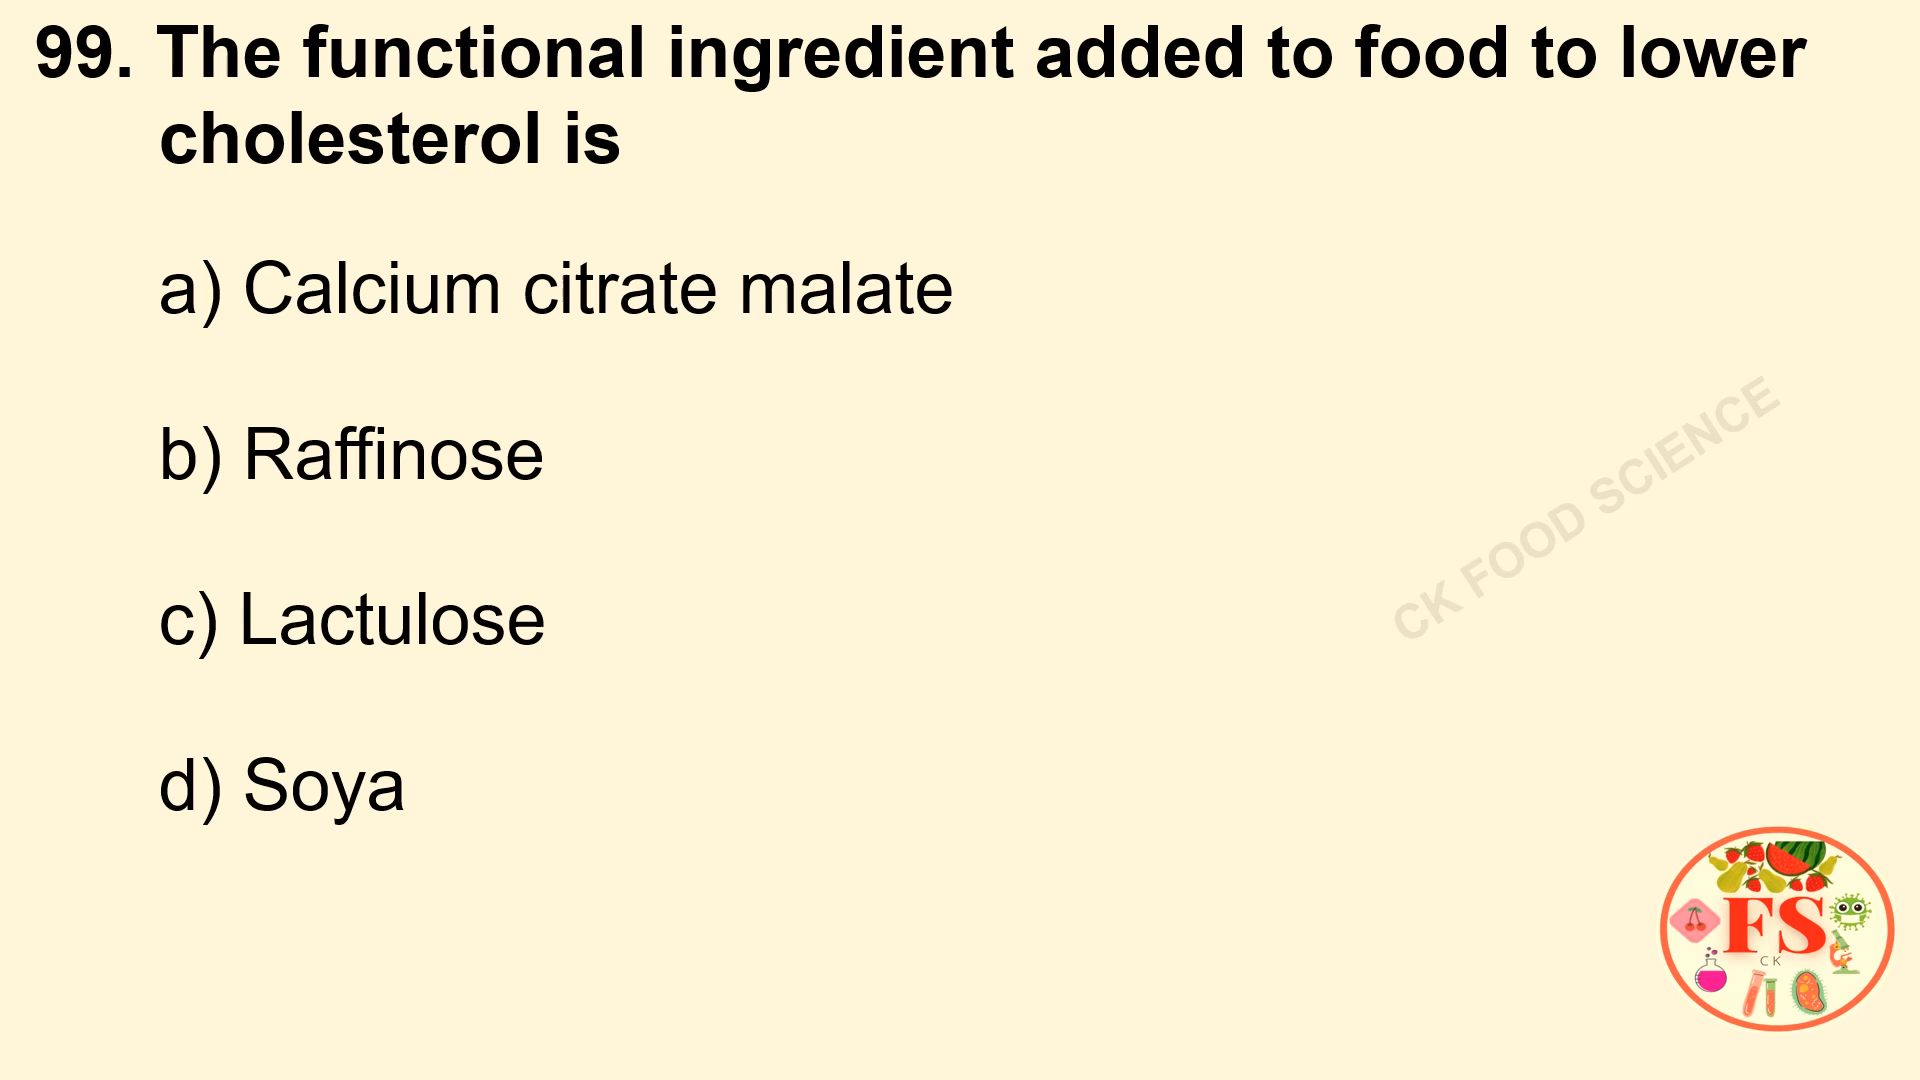 99. The functional ingredient added to food to lower
cholesterol is
a) Calcium citrate malate
b) Raffinose
c) Lactulose
d) Soya
CK FOOD SCIENCE
FS
CK